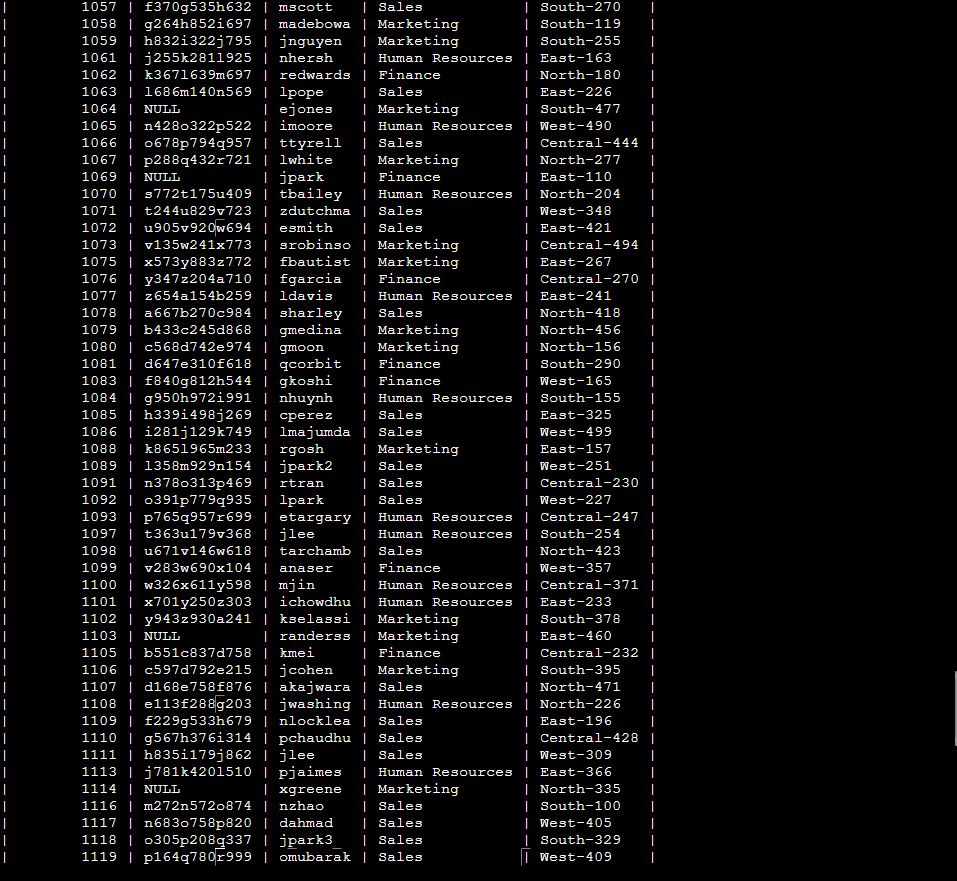 | 1057 | f370g535h632 | mscott | Sales | South-270 |
| 1058 | g264h852i697 | madebowa | Marketing | South-119 |
| 1059 | h832i322j795 | jnguyen | Marketing | South-255 |
| 1061 | j255k281l925 | nhersh | Human Resources | East-163 |
| 1062 | k367l639m697 | redwards | Finance | North-180 |
| 1063 | l686m140n569 | lpope | Sales | East-226 |
| 1064 | NULL | ejones | Marketing | South-477 |
| 1065 | n428o322p522 | imoore | Human Resources | West-490 |
| 1066 | o678p794q957 | ttyrell | Sales | Central-444 |
| 1067 | p288q432r721 | lwhite | Marketing | North-277 |
| 1069 | NULL | jpark | Finance | East-110 |
| 1070 | s772t175u409 | tbailey | Human Resources | North-204 |
| 1071 | t244u829v723 | zdutchma | Sales | West-348 |
| 1072 | u905v920w694 | esmith | Sales | East-421 |
| 1073 | v135w241x773 | srobinso | Marketing | Central-494 |
| 1075 | x573y883z772 | fbautist | Marketing | East-267 |
| 1076 | y347z204a710 | fgarcia | Finance | Central-270 |
| 1077 | z654a154b259 | ldavis | Human Resources | East-241 |
| 1078 | a667b270c984 | sharley | Sales | North-418 |
| 1079 | b433c245d868 | gmedina | Marketing | North-456 |
| 1080 | c568d742e974 | gmoon | Marketing | North-156 |
| 1081 | d647e310f618 | qcorbit | Finance | South-290 |
| 1083 | f840g812h544 | gkoshi | Finance | West-165 |
| 1084 | g950h972i991 | nhuynh | Human Resources | South-155 |
| 1085 | h339i498j269 | cperez | Sales | East-325 |
| 1086 | i281j129k749 | lmajumda | Sales | West-499 |
| 1088 | k865l965m233 | rgosh | Marketing | East-157 |
| 1089 | l358m929n154 | jpark2 | Sales | West-251 |
| 1091 | n378o313p469 | rtran | Sales | Central-230 |
| 1092 | o391p779q935 | lpark | Sales | West-227 |
| 1093 | p765q957r699 | etargary | Human Resources | Central-247 |
| 1097 | t363u179v368 | jlee | Human Resources | South-254 |
| 1098 | u671v146w618 | tarchamb | Sales | North-423 |
| 1099 | v283w690x104 | anaser | Finance | West-357 |
| 1100 | w326x611y598 | mjin | Human Resources | Central-371 |
| 1101 | x701y250z303 | ichowdhu | Human Resources | East-233 |
| 1102 | y943z930a241 | kselassi | Marketing | South-378 |
| 1103 | NULL | randerss | Marketing | East-460 |
| 1105 | b551c837d758 | kmei | Finance | Central-232 |
| 1106 | c597d792e215 | jcohen | Marketing | South-395 |
| 1107 | d168e758f876 | akajwara | Sales | North-471 |
| 1108 | e113f288g203 | jwashing | Human Resources | North-226 |
| 1109 | f229g533h679 | nlocklea | Sales | East-196 |
| 1110 | g567h376i314 | pchaudhu | Sales | Central-428 |
| 1111 | h835i179j862 | jlee | Sales | West-309 |
| 1113 | j781k420l510 | pjaimes | Human Resources | East-366 |
| 1114 | NULL | xgreene | Marketing | North-335 |
| 1116 | m272n572o874 | nzhao | Sales | South-100 |
| 1117 | n683o758p820 | dahmad | Sales | West-405 |
| 1118 | o305p208q337 | jpark3 | Sales | South-329 |
| 1119 | p164q780r999 | omubarak | Sales | West-409 |